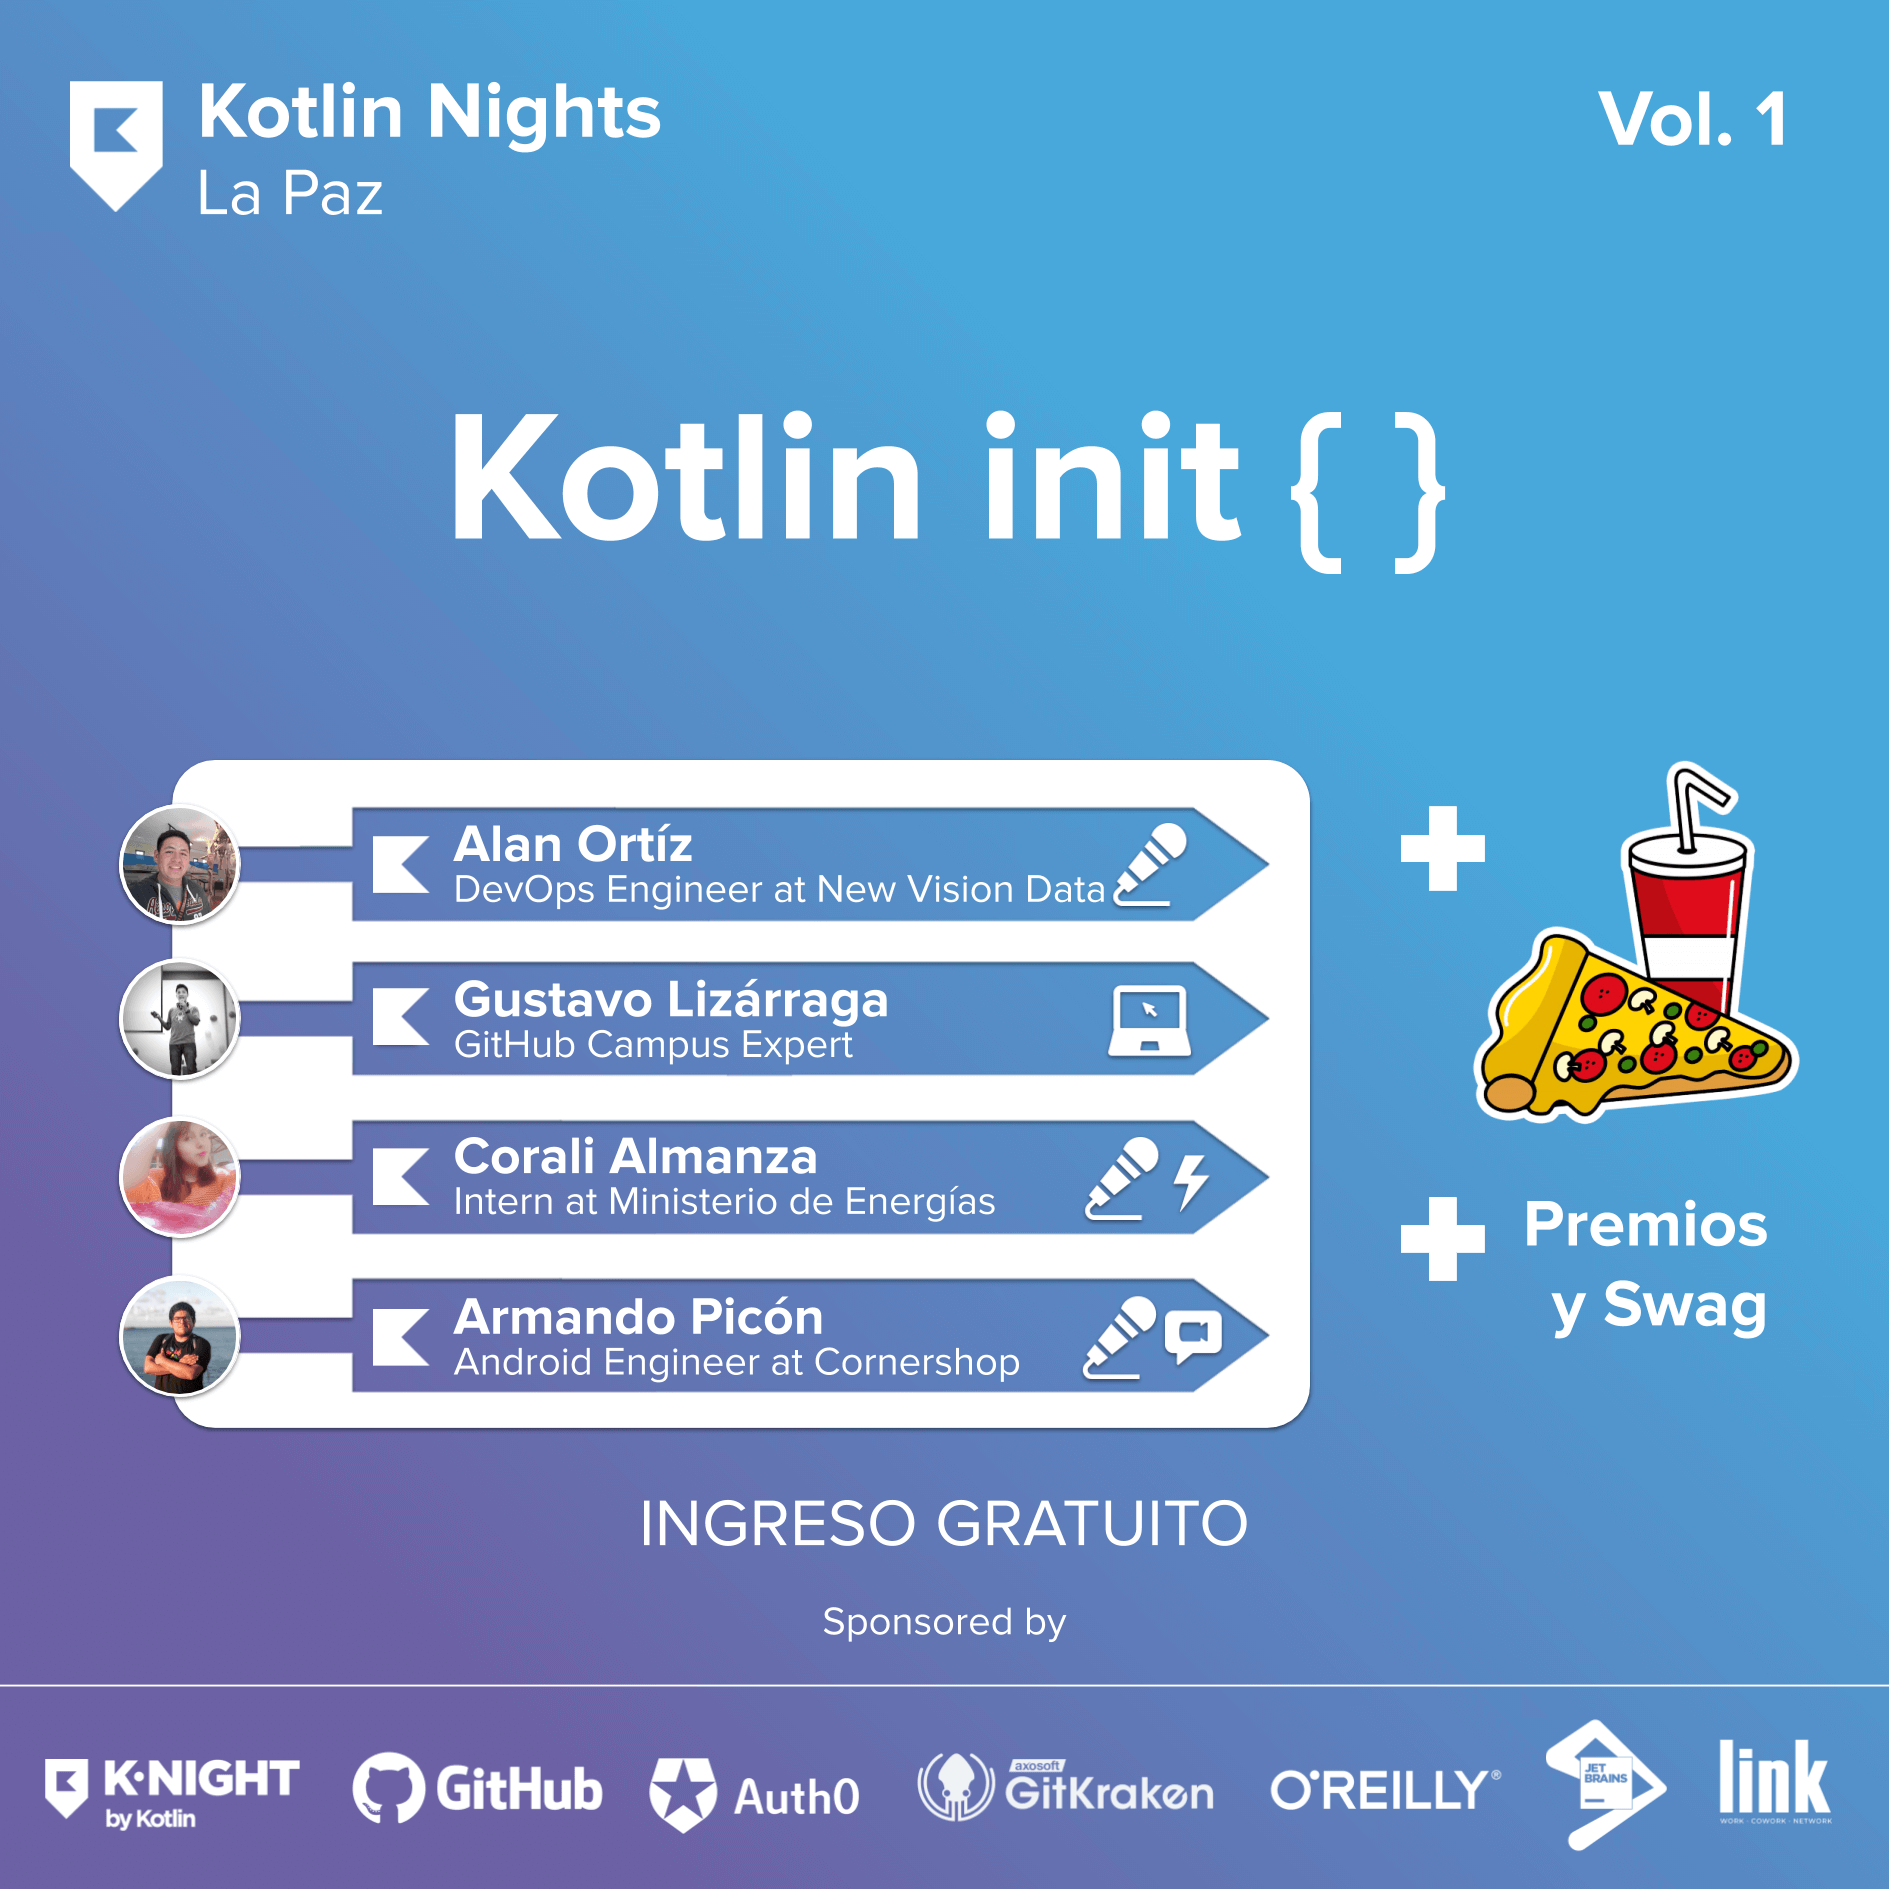 Kotlin Nights
La Paz
Vol. 1
Kotlin init { }
Alan Ortíz
DevOps Engineer at New Vision Data
Gustavo Lizárraga
GitHub Campus Expert
Corali Almanza
Intern at Ministerio de Energías
Armando Picón
Android Engineer at Cornershop
Premios
y Swag
INGRESO GRATUITO
Sponsored by
K·NIGHT
by Kotlin
GitHub
Auth0
axosoft
GitKraken
O'REILLY®
JET
BRAINS
link
WORK · COWORK · NETWORK